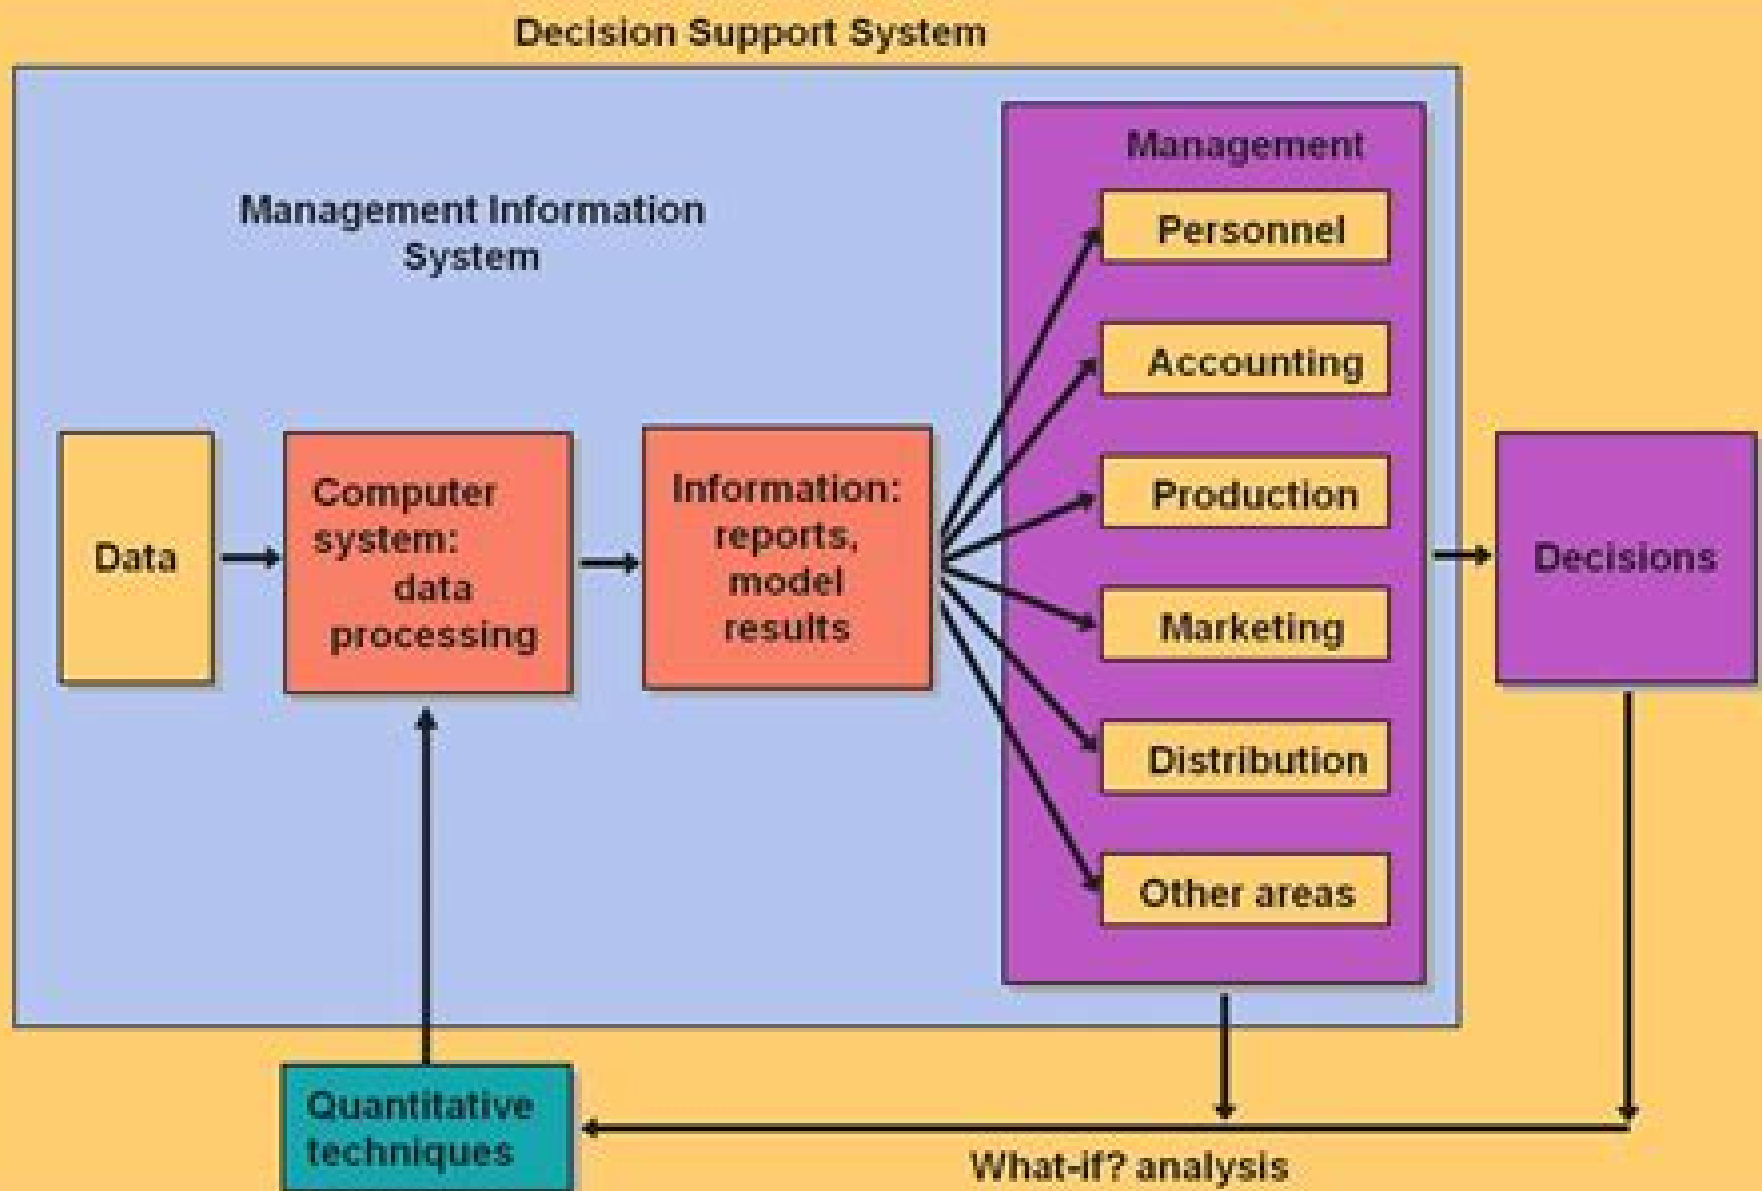 Decision Support System
Management Information
System
Management
Personnel
Accounting
Production
Marketing
Distribution
Other areas
Data
Computer
system:
data
processing
Information:
reports,
model
results
Decisions
Quantitative
techniques
What-if? analysis